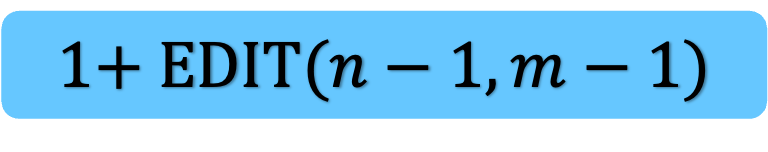 1+ EDIT(n − 1, m − 1)